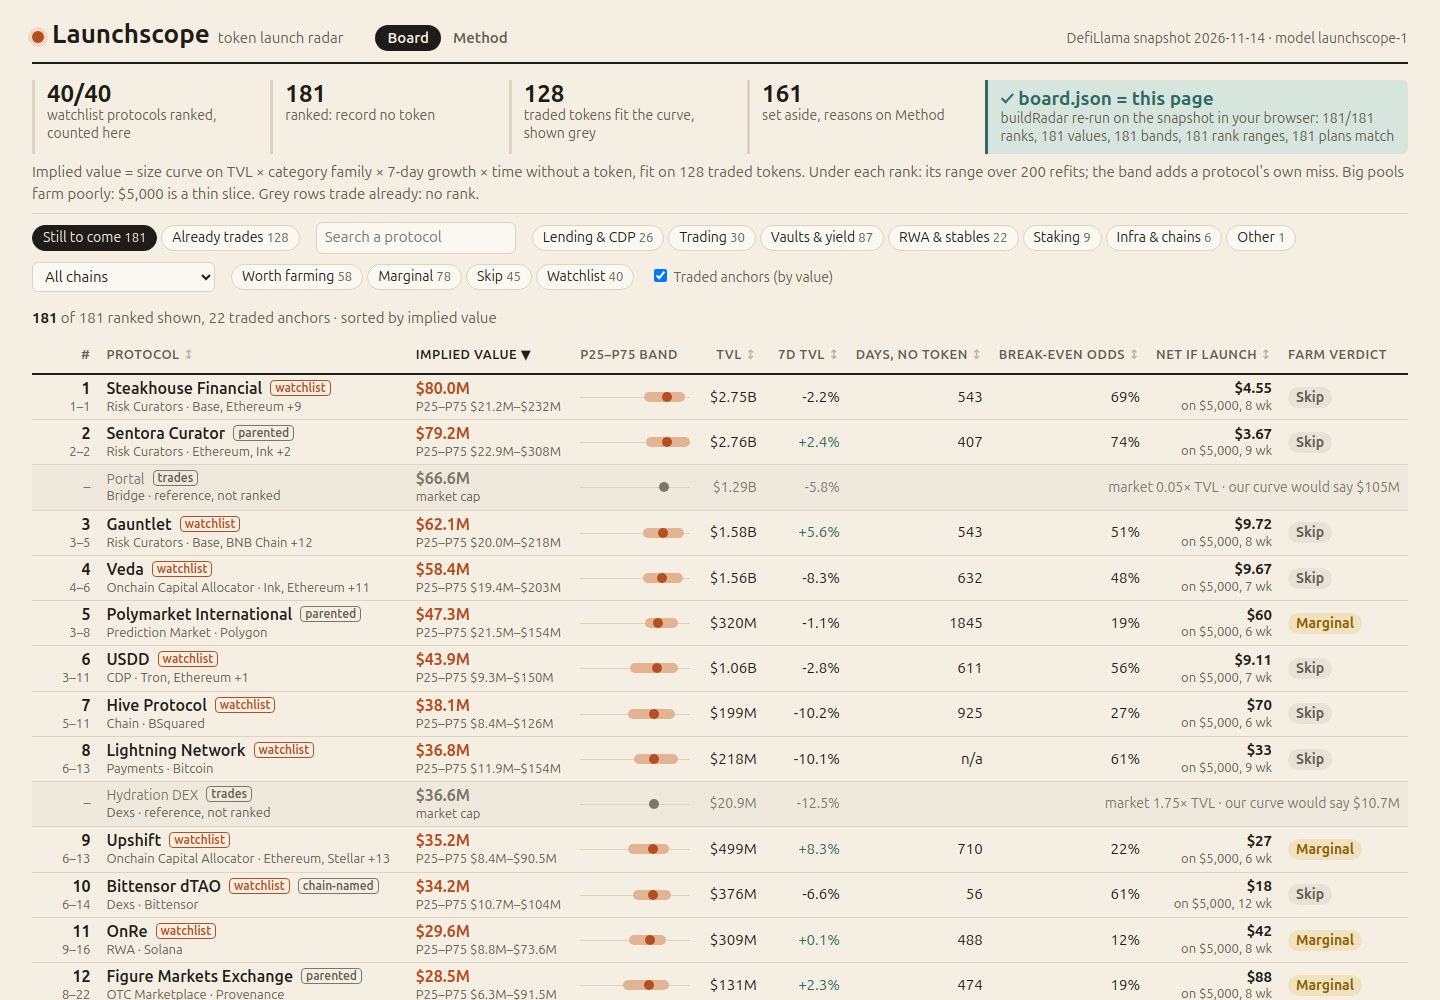 Launchscope token launch radar Board Method DefiLlama snapshot 2026-11-14 · model launchscope-1
40/40
watchlist protocols ranked,
counted here
181
ranked: record no token
128
traded tokens fit the curve,
shown grey
161
set aside, reasons on Method
✓ board.json = this page
buildRadar re-run on the snapshot in your browser: 181/181
ranks, 181 values, 181 bands, 181 rank ranges, 181 plans match
Implied value = size curve on TVL × category family × 7-day growth × time without a token, fit on 128 traded tokens. Under each rank: its range over 200 refits; the band adds a protocol's own miss. Big pools
farm poorly: $5,000 is a thin slice. Grey rows trade already: no rank.
Still to come 181 Already trades 128 Search a protocol Lending & CDP 26 Trading 30 Vaults & yield 87 RWA & stables 22 Staking 9 Infra & chains 6 Other 1
All chains Worth farming 58 Marginal 78 Skip 45 Watchlist 40 Traded anchors (by value)
181 of 181 ranked shown, 22 traded anchors · sorted by implied value
# PROTOCOL ↕ IMPLIED VALUE ▼ P25–P75 BAND TVL ↕ 7D TVL ↕ DAYS, NO TOKEN ↕ BREAK-EVEN ODDS ↕ NET IF LAUNCH ↕ FARM VERDICT
1 Steakhouse Financial watchlist $80.0M $2.75B -2.2% 543 69% $4.55 Skip
1–1 Risk Curators · Base, Ethereum +9 P25–P75 $21.2M–$232M on $5,000, 8 wk
2 Sentora Curator parented $79.2M $2.76B +2.4% 407 74% $3.67 Skip
2–2 Risk Curators · Ethereum, Ink +2 P25–P75 $22.9M–$308M on $5,000, 9 wk
– Portal trades $66.6M $1.29B -5.8% market 0.05× TVL · our curve would say $105M
Bridge · reference, not ranked market cap
3 Gauntlet watchlist $62.1M $1.58B +5.6% 543 51% $9.72 Skip
3–5 Risk Curators · Base, BNB Chain +12 P25–P75 $20.0M–$218M on $5,000, 8 wk
4 Veda watchlist $58.4M $1.56B -8.3% 632 48% $9.67 Skip
4–6 Onchain Capital Allocator · Ink, Ethereum +11 P25–P75 $19.4M–$203M on $5,000, 7 wk
5 Polymarket International parented $47.3M $320M -1.1% 1845 19% $60 Marginal
3–8 Prediction Market · Polygon P25–P75 $21.5M–$154M on $5,000, 6 wk
6 USDD watchlist $43.9M $1.06B -2.8% 611 56% $9.11 Skip
3–11 CDP · Tron, Ethereum +1 P25–P75 $9.3M–$150M on $5,000, 7 wk
7 Hive Protocol watchlist $38.1M $199M -10.2% 925 27% $70 Skip
5–11 Chain · BSquared P25–P75 $8.4M–$126M on $5,000, 6 wk
8 Lightning Network watchlist $36.8M $218M -10.1% n/a 61% $33 Skip
6–13 Payments · Bitcoin P25–P75 $11.9M–$154M on $5,000, 9 wk
– Hydration DEX trades $36.6M $20.9M -12.5% market 1.75× TVL · our curve would say $10.7M
Dexs · reference, not ranked market cap
9 Upshift watchlist $35.2M $499M +8.3% 710 22% $27 Marginal
6–13 Onchain Capital Allocator · Ethereum, Stellar +13 P25–P75 $8.4M–$90.5M on $5,000, 6 wk
10 Bittensor dTAO watchlist chain-named $34.2M $376M -6.6% 56 61% $18 Skip
6–14 Dexs · Bittensor P25–P75 $10.7M–$104M on $5,000, 12 wk
11 OnRe watchlist $29.6M $309M +0.1% 488 12% $42 Marginal
9–16 RWA · Solana P25–P75 $8.8M–$73.6M on $5,000, 8 wk
12 Figure Markets Exchange parented $28.5M $131M +2.3% 474 19% $88 Marginal
8–22 OTC Marketplace · Provenance P25–P75 $6.3M–$91.5M on $5,000, 8 wk